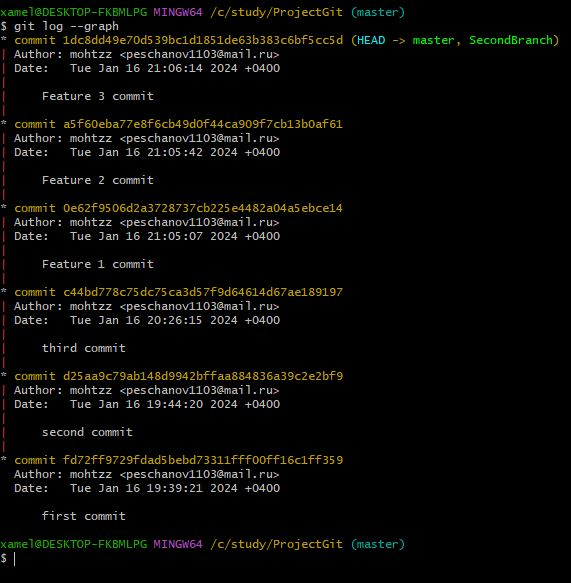 xamel@DESKTOP-FKBMLPG MINGW64 /c/study/ProjectGit (master)
$ git log --graph
* commit 1dc8dd49e70d539bc1d1851de63b383c6bf5cc5d (HEAD -> master, SecondBranch)
| Author: mohtzz <peschanov1103@mail.ru>
| Date:   Tue Jan 16 21:06:14 2024 +0400
|
|     Feature 3 commit
|
* commit a5f60eba77e8f6cb49d0f44ca909f7cb13b0af61
| Author: mohtzz <peschanov1103@mail.ru>
| Date:   Tue Jan 16 21:05:42 2024 +0400
|
|     Feature 2 commit
|
* commit 0e62f9506d2a3728737cb225e4482a04a5ebce14
| Author: mohtzz <peschanov1103@mail.ru>
| Date:   Tue Jan 16 21:05:07 2024 +0400
|
|     Feature 1 commit
|
* commit c44bd778c75dc75ca3d57f9d64614d67ae189197
| Author: mohtzz <peschanov1103@mail.ru>
| Date:   Tue Jan 16 20:26:15 2024 +0400
|
|     third commit
|
* commit d25aa9c79ab148d9942bffaa884836a39c2e2bf9
| Author: mohtzz <peschanov1103@mail.ru>
| Date:   Tue Jan 16 19:44:20 2024 +0400
|
|     second commit
|
* commit fd72ff9729fdad5bebd73311fff00ff16c1ff359
  Author: mohtzz <peschanov1103@mail.ru>
  Date:   Tue Jan 16 19:39:21 2024 +0400

      first commit

xamel@DESKTOP-FKBMLPG MINGW64 /c/study/ProjectGit (master)
$